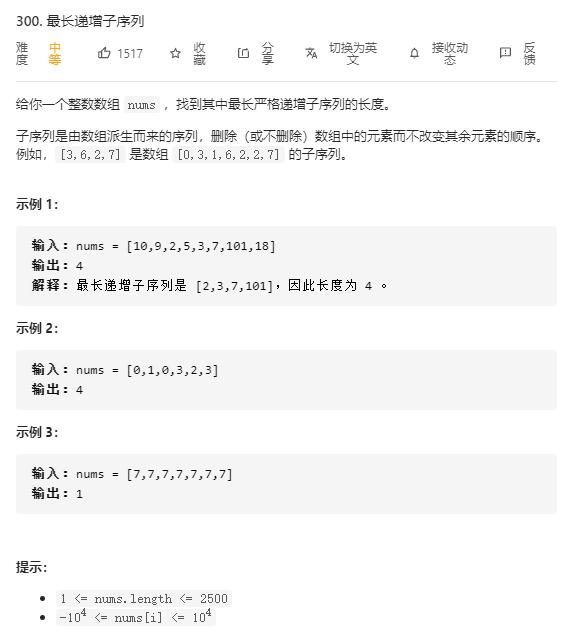 300. 最长递增子序列
难度 中等 1517 收藏 分享 切换为英文 接收动态 反馈
给你一个整数数组 nums ，找到其中最长严格递增子序列的长度。
子序列是由数组派生而来的序列，删除（或不删除）数组中的元素而不改变其余元素的顺序。
例如，[3,6,2,7] 是数组 [0,3,1,6,2,2,7] 的子序列。
示例 1：
输入：nums = [10,9,2,5,3,7,101,18]
输出：4
解释：最长递增子序列是 [2,3,7,101]，因此长度为 4 。
示例 2：
输入：nums = [0,1,0,3,2,3]
输出：4
示例 3：
输入：nums = [7,7,7,7,7,7,7]
输出：1
提示：
• 1 <= nums.length <= 2500
• -10⁴ <= nums[i] <= 10⁴